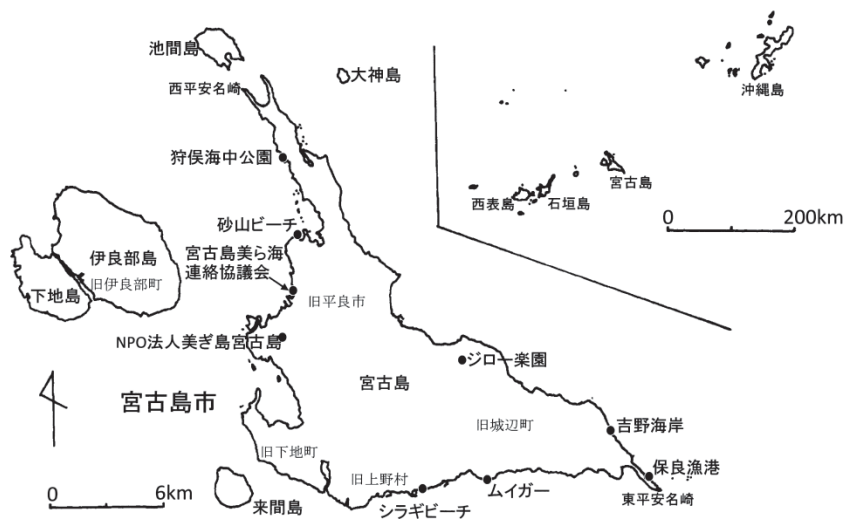 池間島
大神島
沖縄島
西平安名崎
狩俣海中公園
宮古島
西表島
石垣島
0 200km
砂山ビーチ
伊良部島
宮古島美ら海
連絡協議会
旧伊良部町
下地島
旧平良市
NPO法人美ぎ島宮古島
ジロー楽園
宮古島
宮古島市
旧城辺町
吉野海岸
旧下地町
保良漁港
旧上野村
ムイガー
東平安名崎
0 6km
来間島
シラギビーチ